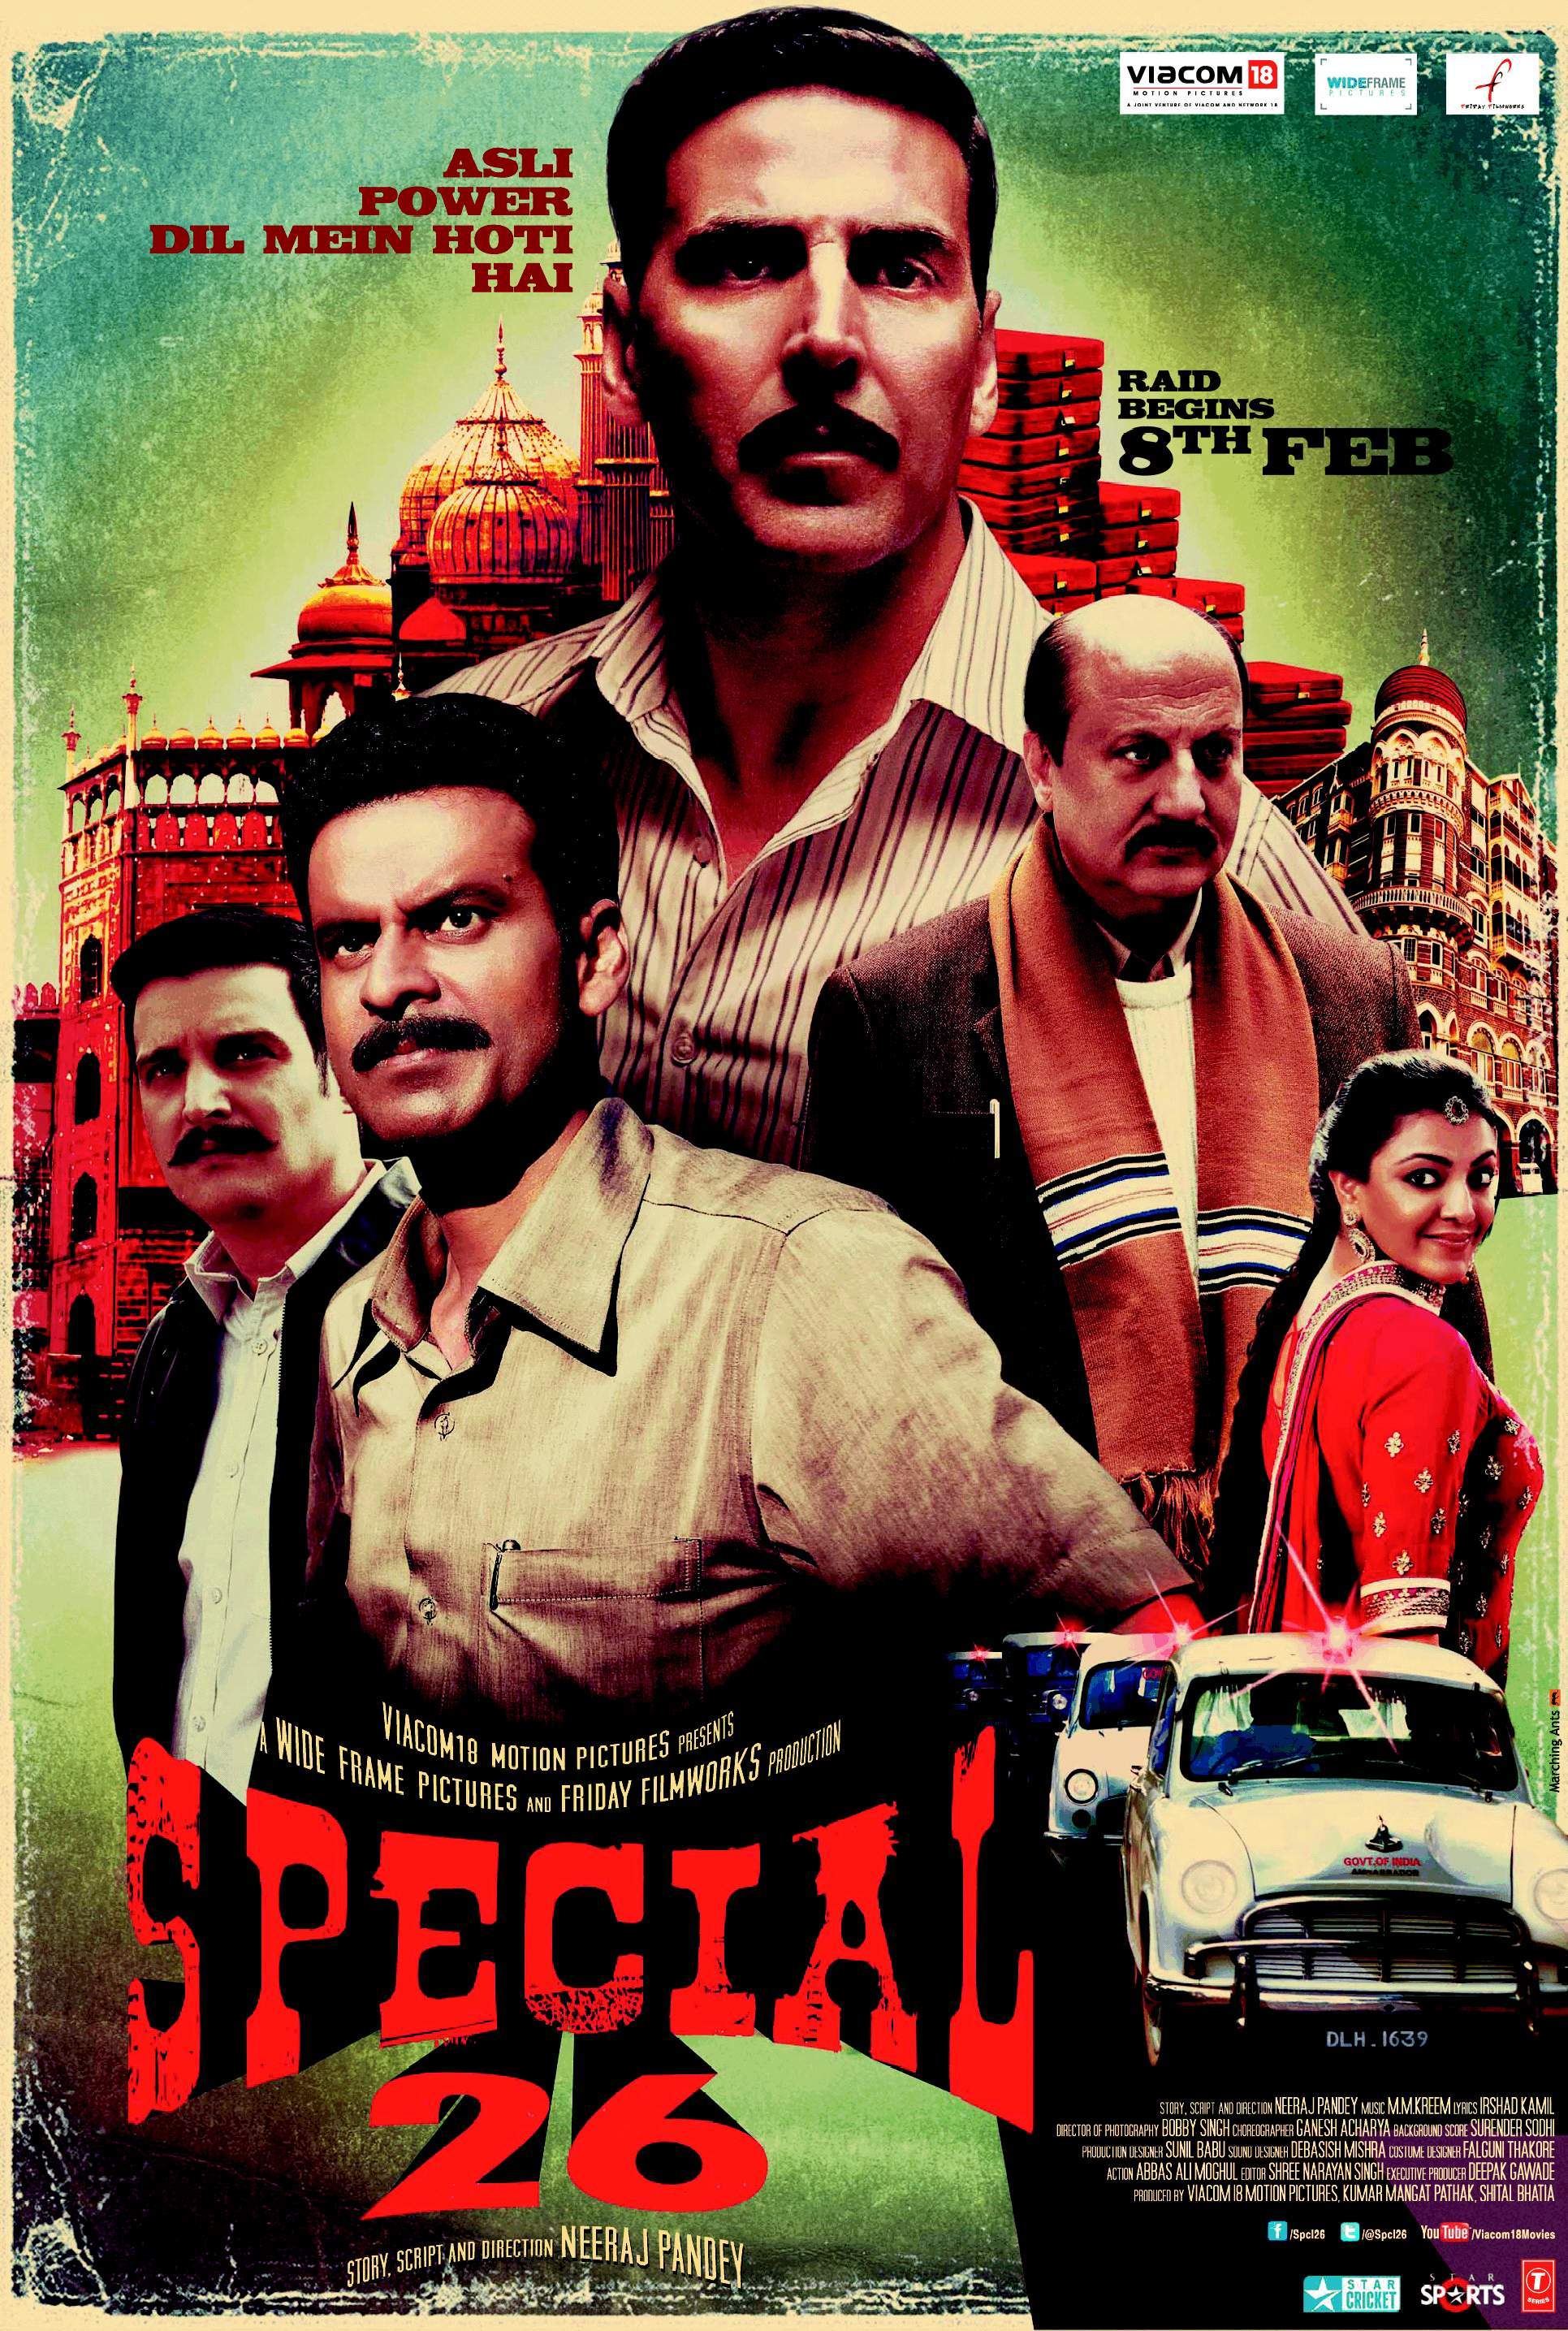 VIACOM 18
MOTION PICTURES
A JOINT VENTURE OF VIACOM AND NETWORK 18
WIDEFRAME
PICTURES
f
FRIDAY FILMWORKS
ASLI
POWER
DIL MEIN HOTI
HAI
RAID
BEGINS
8TH FEB
VIACOM18 MOTION PICTURES PRESENTS
A WIDE FRAME PICTURES AND FRIDAY FILMWORKS PRODUCTION
SPECIAL
26
STORY, SCRIPT AND DIRECTION NEERAJ PANDEY
Marching Ants
GOVT.OF INDIA
AMBASSADOR
DLH.1639
STORY, SCRIPT AND DIRECTION NEERAJ PANDEY MUSIC M.M.KREEM LYRICS IRSHAD KAMIL
DIRECTOR OF PHOTOGRAPHY BOBBY SINGH CHOREOGRAPHER GANESH ACHARYA BACKGROUND SCORE SURENDER SODHI
PRODUCTION DESIGNER SUNIL BABU SOUND DESIGNER DEBASISH MISHRA COSTUME DESIGNER FALGUNI THAKORE
ACTION ABBAS ALI MOGHUL EDITOR SHREE NARAYAN SINGH EXECUTIVE PRODUCER DEEPAK GAWADE
PRODUCED BY VIACOM 18 MOTION PICTURES, KUMAR MANGAT PATHAK, SHITAL BHATIA
f /Spcl26 t /@Spcl26 YouTube /Viacom18Movies
STAR
CRICKET
STAR
SPORTS
T
SERIES